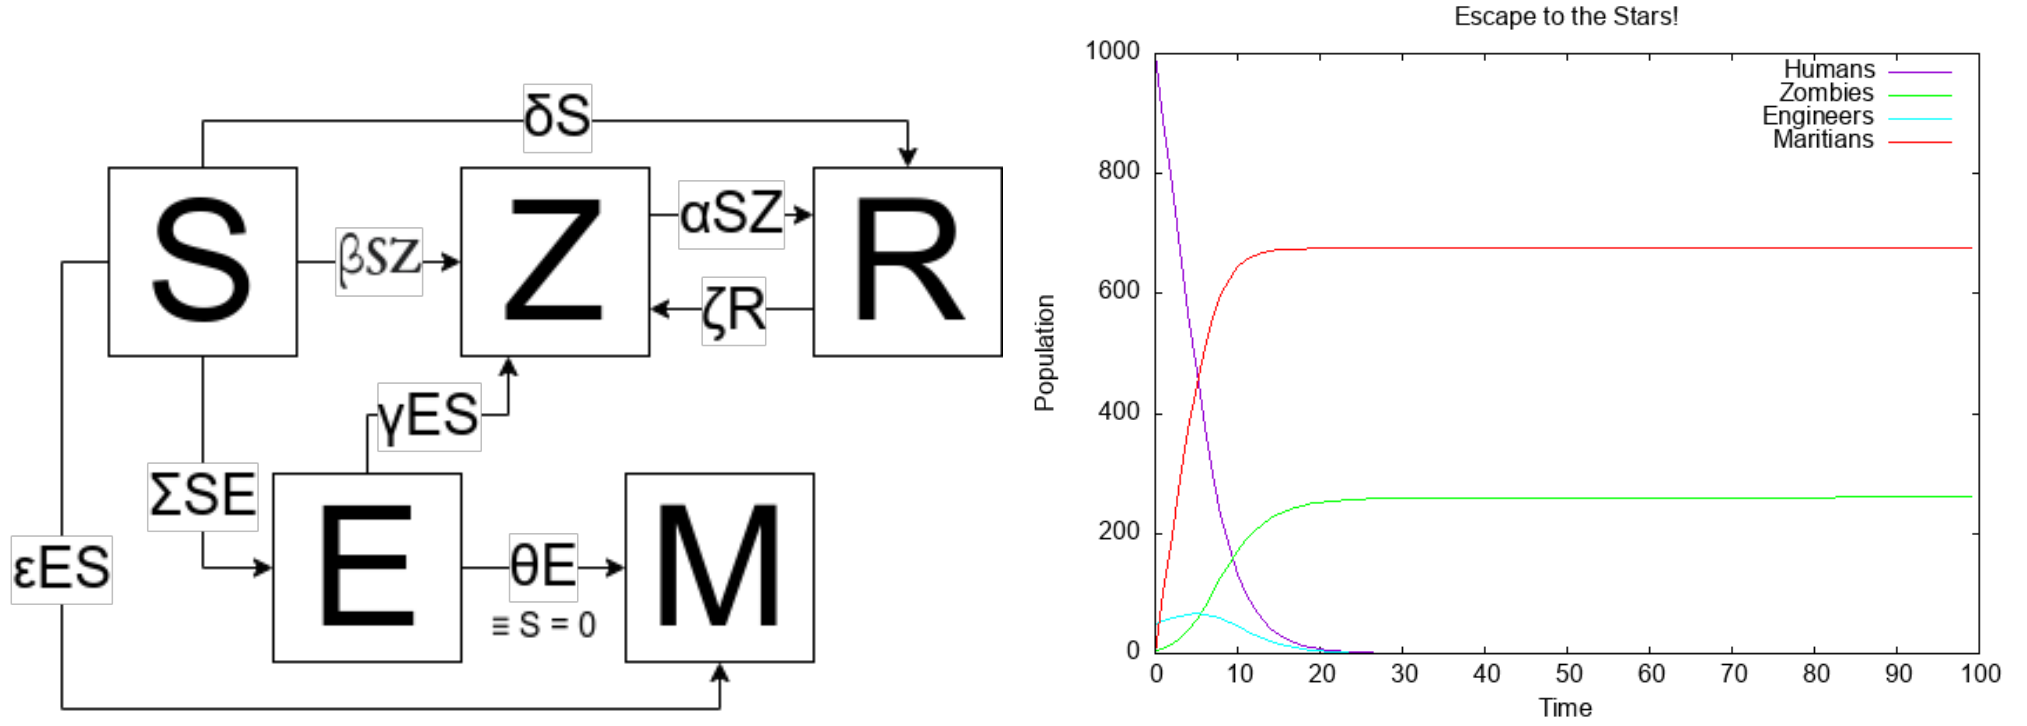 δS
S
βSZ
Z
αSZ
R
ζR
γES
ΣSE
E
θE
≡ S = 0
M
εES
Escape to the Stars!
Humans
Zombies
Engineers
Maritians
1000
800
600
400
200
0
Population
0 10 20 30 40 50 60 70 80 90 100
Time